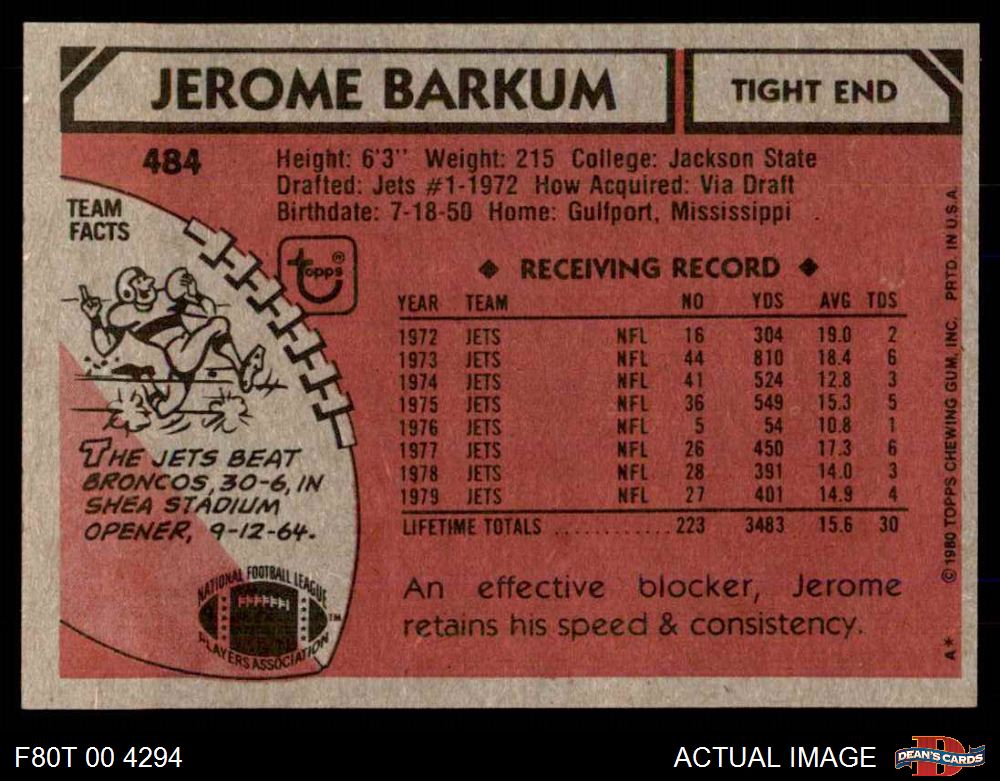 JEROME BARKUM
TIGHT END
484
Height: 6'3" Weight: 215 College: Jackson State
Drafted: Jets #1-1972 How Acquired: Via Draft
Birthdate: 7-18-50 Home: Gulfport, Mississippi
TEAM
FACTS
topps®
THE JETS BEAT
BRONCOS, 30-6, IN
SHEA STADIUM
OPENER, 9-12-64.
NATIONAL FOOTBALL LEAGUE
PLAYERS ASSOCIATION
TM
◆ RECEIVING RECORD ◆
YEAR TEAM NO YDS AVG TDS
1972 JETS NFL 16 304 19.0 2
1973 JETS NFL 44 810 18.4 6
1974 JETS NFL 41 524 12.8 3
1975 JETS NFL 36 549 15.3 5
1976 JETS NFL 5 54 10.8 1
1977 JETS NFL 26 450 17.3 6
1978 JETS NFL 28 391 14.0 3
1979 JETS NFL 27 401 14.9 4
LIFETIME TOTALS ............ 223 3483 15.6 30
An effective blocker, Jerome
retains his speed & consistency.
A* © 1980 TOPPS CHEWING GUM, INC. PRTD. IN U.S.A.
F80T 00 4294
ACTUAL IMAGE
D
DEAN'S CARDS